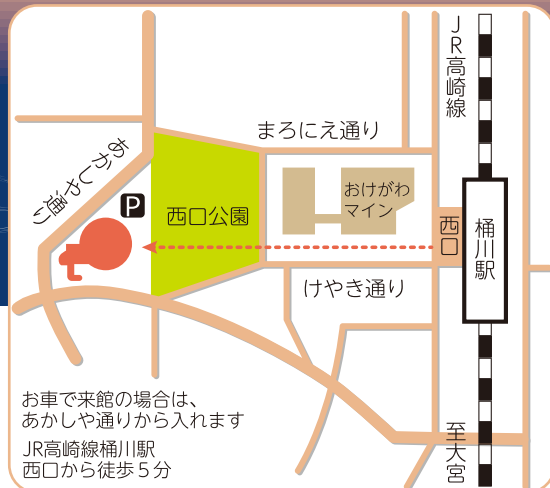 JR高崎線
まろにえ通り
あかしや通り
P
西口公園
おけがわ
マイン
西口
桶川駅
けやき通り
お車で来館の場合は、
あかしや通りから入れます
JR高崎線桶川駅
西口から徒歩5分
至大宮